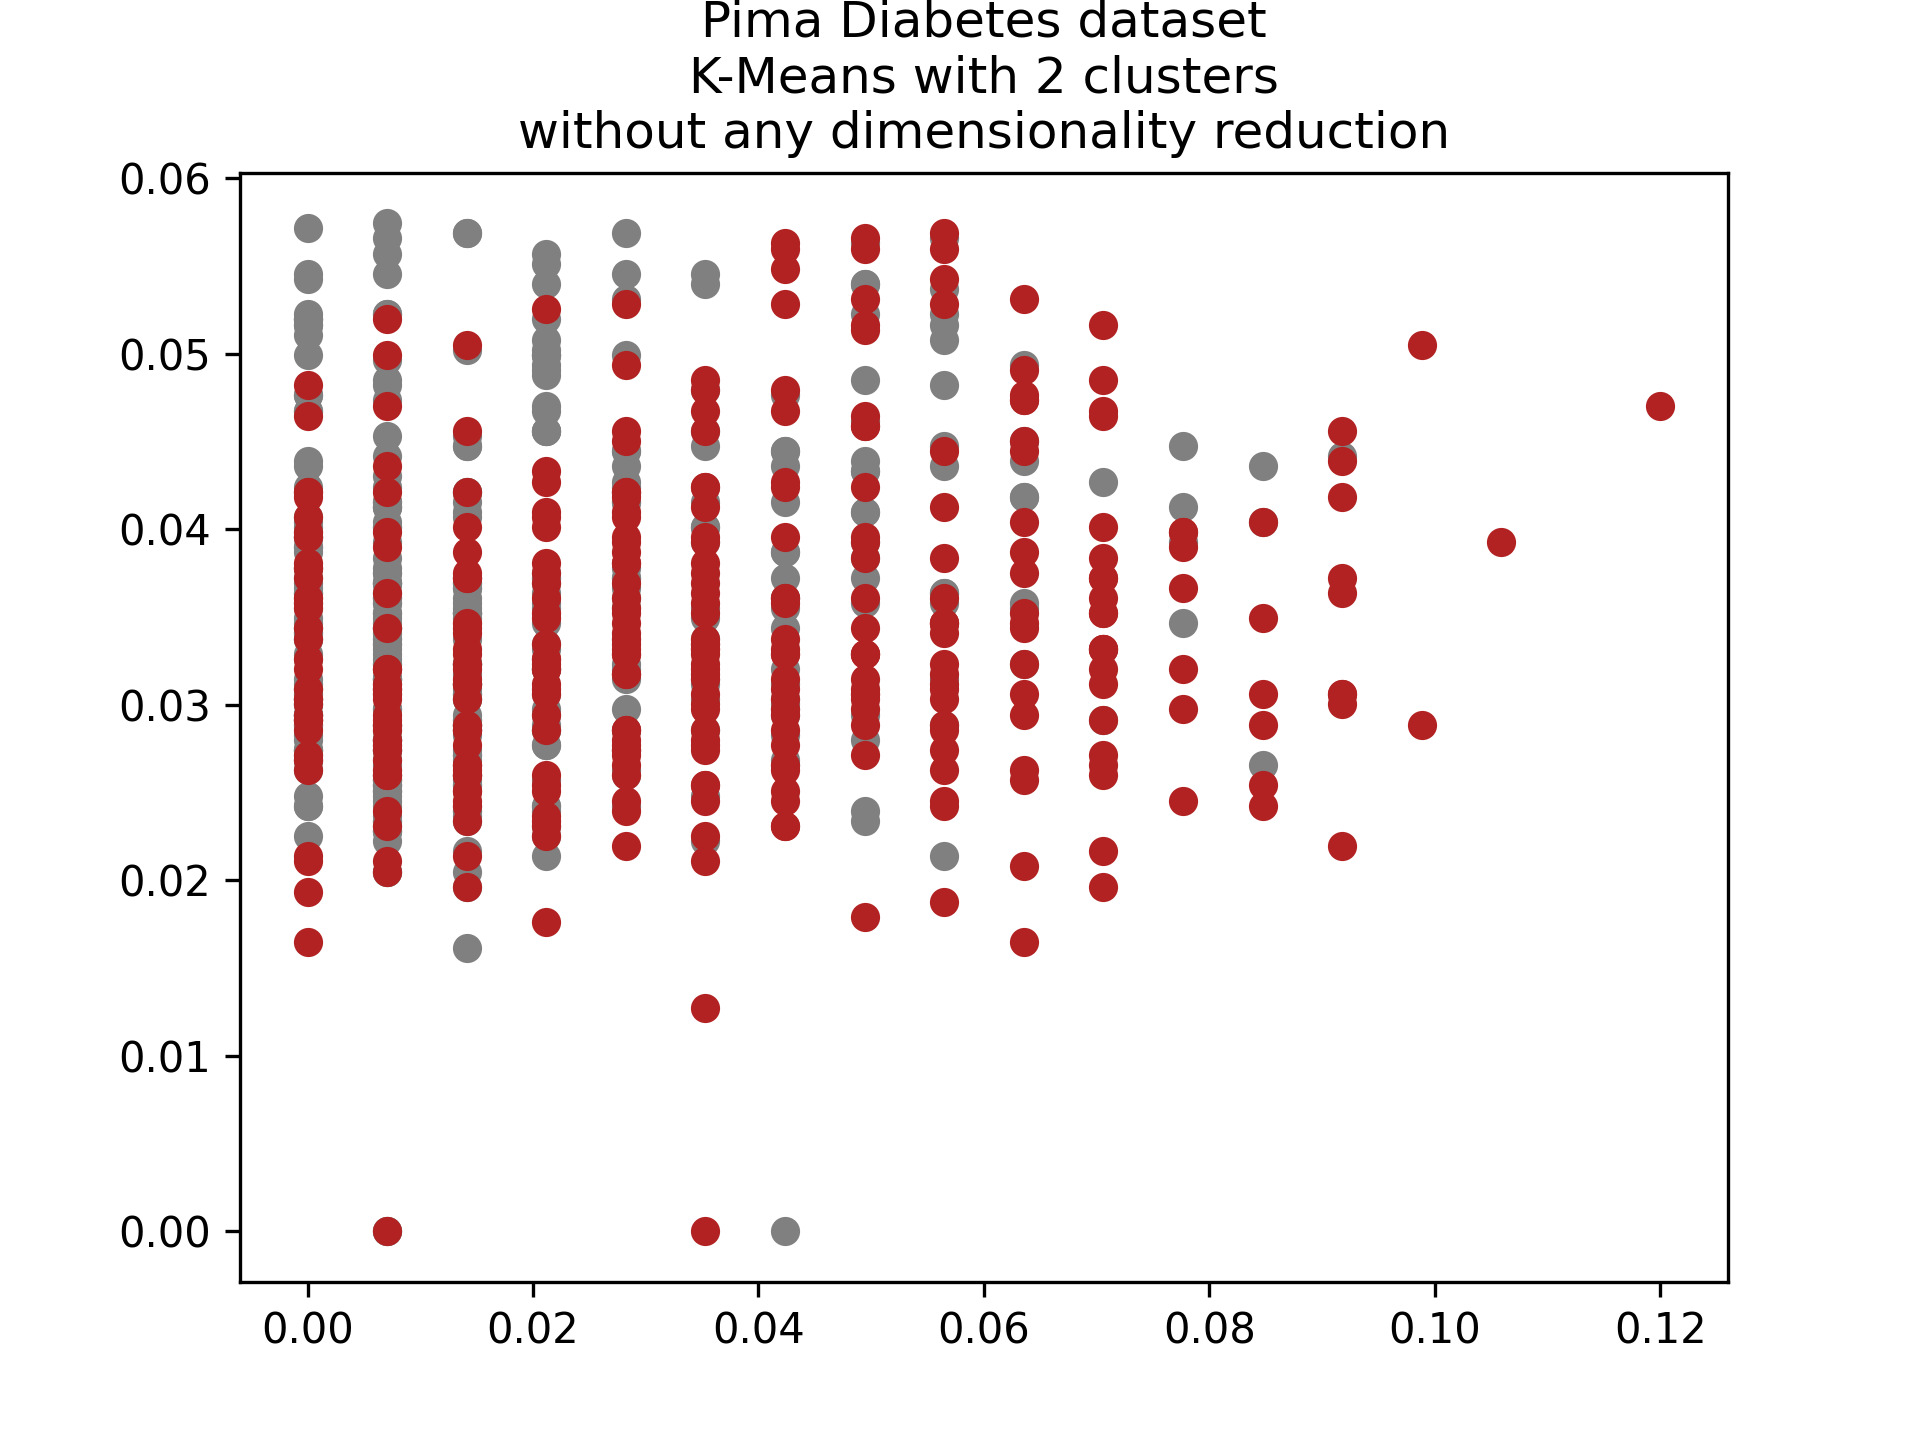 Pima Diabetes dataset
K-Means with 2 clusters
without any dimensionality reduction
0.06
0.05
0.04
0.03
0.02
0.01
0.00
0.00 0.02 0.04 0.06 0.08 0.10 0.12